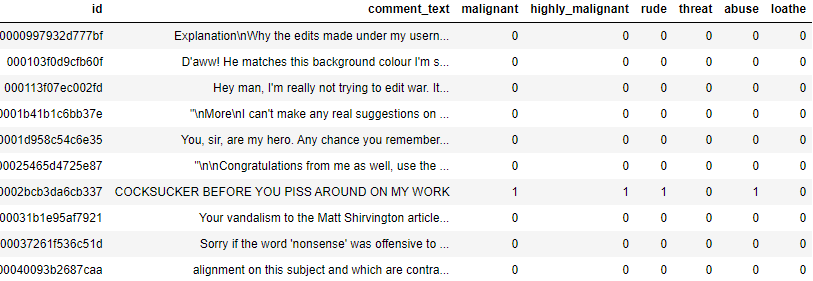 id comment_text malignant highly_malignant rude threat abuse loathe
0000997932d777bf Explanation\nWhy the edits made under my usern... 0 0 0 0 0 0
000103f0d9cfb60f D'aww! He matches this background colour I'm s... 0 0 0 0 0 0
000113f07ec002fd Hey man, I'm really not trying to edit war. It... 0 0 0 0 0 0
0001b41b1c6bb37e "\nMore\nI can't make any real suggestions on ... 0 0 0 0 0 0
0001d958c54c6e35 You, sir, are my hero. Any chance you remember... 0 0 0 0 0 0
00025465d4725e87 "\n\nCongratulations from me as well, use the ... 0 0 0 0 0 0
0002bcb3da6cb337 COCKSUCKER BEFORE YOU PISS AROUND ON MY WORK 1 1 1 0 1 0
00031b1e95af7921 Your vandalism to the Matt Shirvington article... 0 0 0 0 0 0
00037261f536c51d Sorry if the word 'nonsense' was offensive to ... 0 0 0 0 0 0
00040093b2687caa alignment on this subject and which are contra... 0 0 0 0 0 0